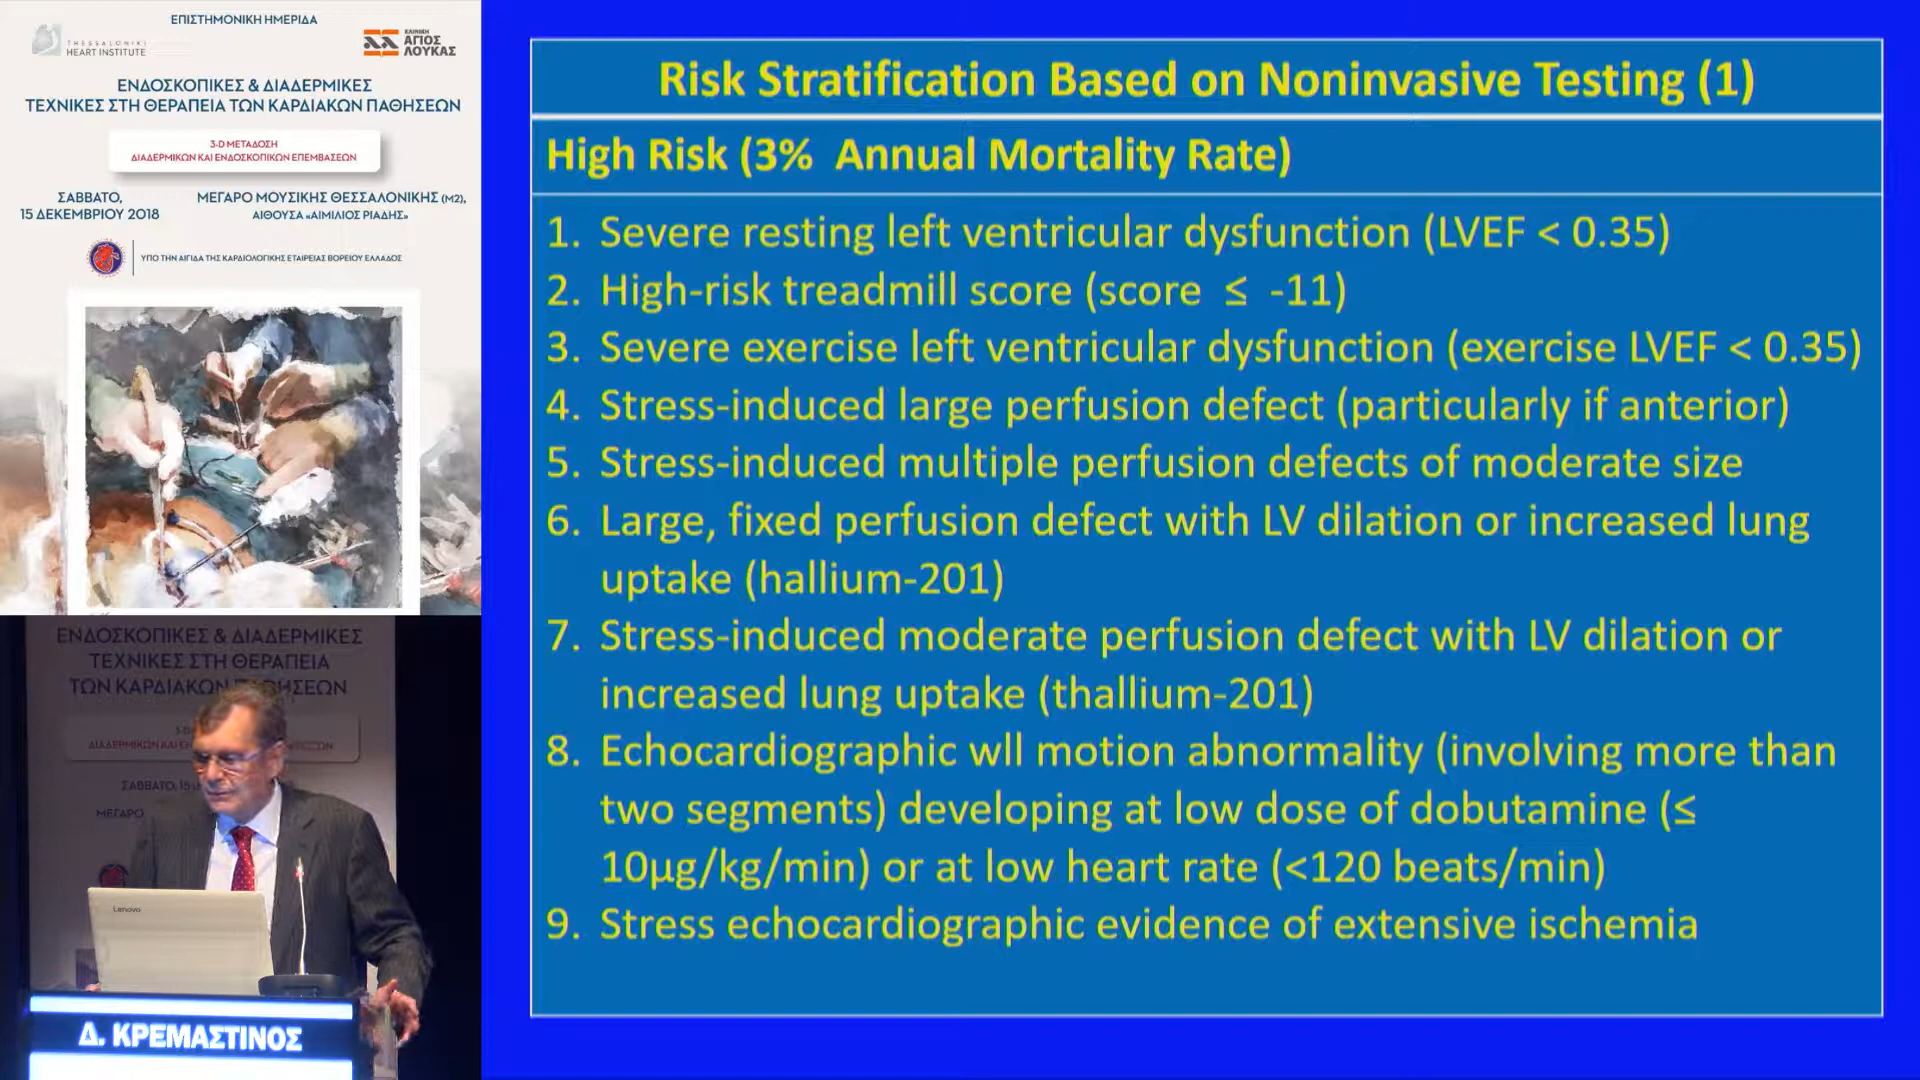 ΕΠΙΣΤΗΜΟΝΙΚΗ ΗΜΕΡΙΔΑ
THESSALONIKI
HEART INSTITUTE
ΚΛΙΝΙΚΗ
ΑΓΙΟΣ
ΛΟΥΚΑΣ
ΕΝΔΟΣΚΟΠΙΚΕΣ & ΔΙΑΔΕΡΜΙΚΕΣ
ΤΕΧΝΙΚΕΣ ΣΤΗ ΘΕΡΑΠΕΙΑ ΤΩΝ ΚΑΡΔΙΑΚΩΝ ΠΑΘΗΣΕΩΝ
3-D ΜΕΤΑΔΟΣΗ
ΔΙΑΔΕΡΜΙΚΩΝ ΚΑΙ ΕΝΔΟΣΚΟΠΙΚΩΝ ΕΠΕΜΒΑΣΕΩΝ
ΣΑΒΒΑΤΟ,
15 ΔΕΚΕΜΒΡΙΟΥ 2018
ΜΕΓΑΡΟ ΜΟΥΣΙΚΗΣ ΘΕΣΣΑΛΟΝΙΚΗΣ (Μ2),
ΑΙΘΟΥΣΑ «ΑΙΜΙΛΙΟΣ ΡΙΑΔΗΣ»
ΥΠΟ ΤΗΝ ΑΙΓΙΔΑ ΤΗΣ ΚΑΡΔΙΟΛΟΓΙΚΗΣ ΕΤΑΙΡΕΙΑΣ ΒΟΡΕΙΟΥ ΕΛΛΑΔΟΣ
ΕΝΔΟΣΚΟΠΙΚΕΣ & ΔΙΑΔΕΡΜΙΚΕΣ
ΤΕΧΝΙΚΕΣ ΣΤΗ ΘΕΡΑΠΕΙΑ
ΤΩΝ ΚΑΡΔΙΑΚΩΝ
ΔΙΑΔΕΡΜΙΚΩΝ ΚΑΙ
ΣΑΒΒΑΤΟ, 15
ΜΕΓΑΡΟ
Lenovo
Δ. ΚΡΕΜΑΣΤΙΝΟΣ
Risk Stratification Based on Noninvasive Testing (1)
High Risk (3% Annual Mortality Rate)
1. Severe resting left ventricular dysfunction (LVEF < 0.35)
2. High-risk treadmill score (score ≤ -11)
3. Severe exercise left ventricular dysfunction (exercise LVEF < 0.35)
4. Stress-induced large perfusion defect (particularly if anterior)
5. Stress-induced multiple perfusion defects of moderate size
6. Large, fixed perfusion defect with LV dilation or increased lung
uptake (hallium-201)
7. Stress-induced moderate perfusion defect with LV dilation or
increased lung uptake (thallium-201)
8. Echocardiographic wll motion abnormality (involving more than
two segments) developing at low dose of dobutamine (≤
10μg/kg/min) or at low heart rate (<120 beats/min)
9. Stress echocardiographic evidence of extensive ischemia